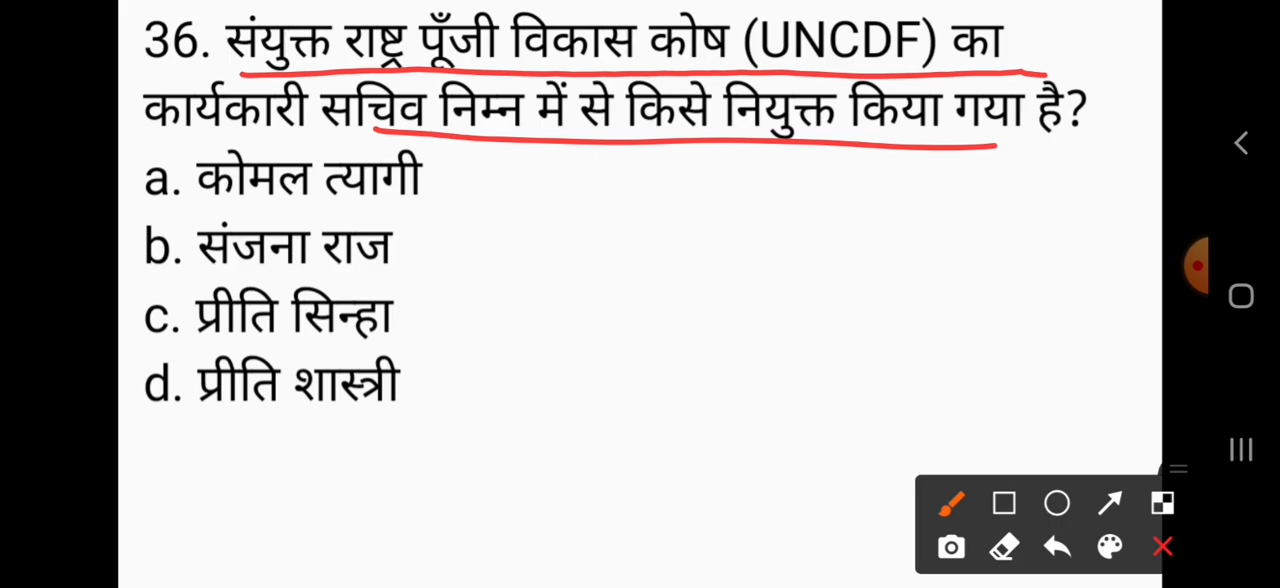 36. संयुक्त राष्ट्र पूँजी विकास कोष (UNCDF) का
कार्यकारी सचिव निम्न में से किसे नियुक्त किया गया है?
a. कोमल त्यागी
b. संजना राज
c. प्रीति सिन्हा
d. प्रीति शास्त्री